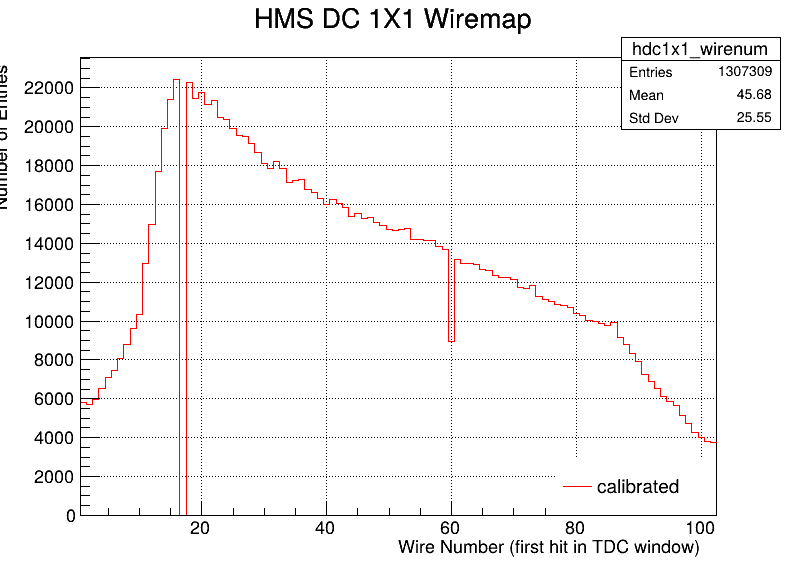 HMS DC 1X1 Wiremap
hdc1x1_wirenum
Entries 1307309
Mean 45.68
Std Dev 25.55
Number of Entries
22000
20000
18000
16000
14000
12000
10000
8000
6000
4000
2000
0
calibrated
20 40 60 80 100
Wire Number (first hit in TDC window)